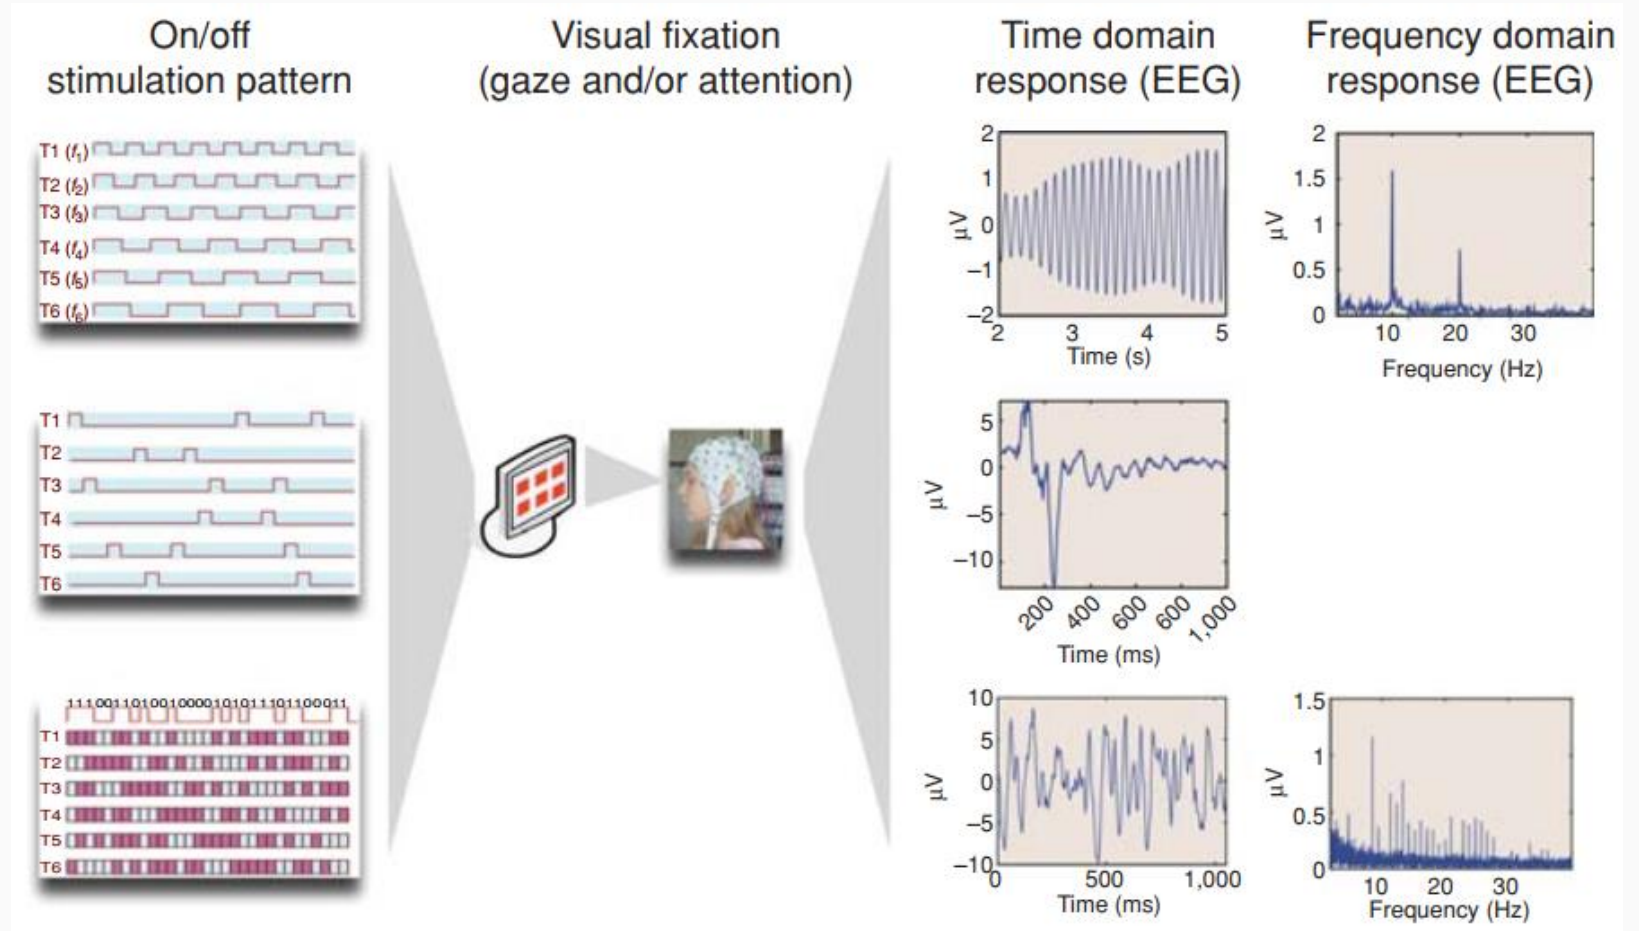 On/off
stimulation pattern
Visual fixation
(gaze and/or attention)
Time domain
response (EEG)
Frequency domain
response (EEG)
T1 (f1)
T2 (f2)
T3 (f3)
T4 (f4)
T5 (f5)
T6 (f6)
2
1
0
−1
−2
µV
2
3
4
5
Time (s)
2
1.5
1
0.5
0
µV
10
20
30
Frequency (Hz)
T1
T2
T3
T4
T5
T6
5
0
−5
−10
µV
200
400
600
600
1,000
Time (ms)
T1
T2
T3
T4
T5
T6
10
5
0
−5
−10
µV
0
500
1,000
Time (ms)
1.5
1
0.5
0
µV
10
20
30
Frequency (Hz)